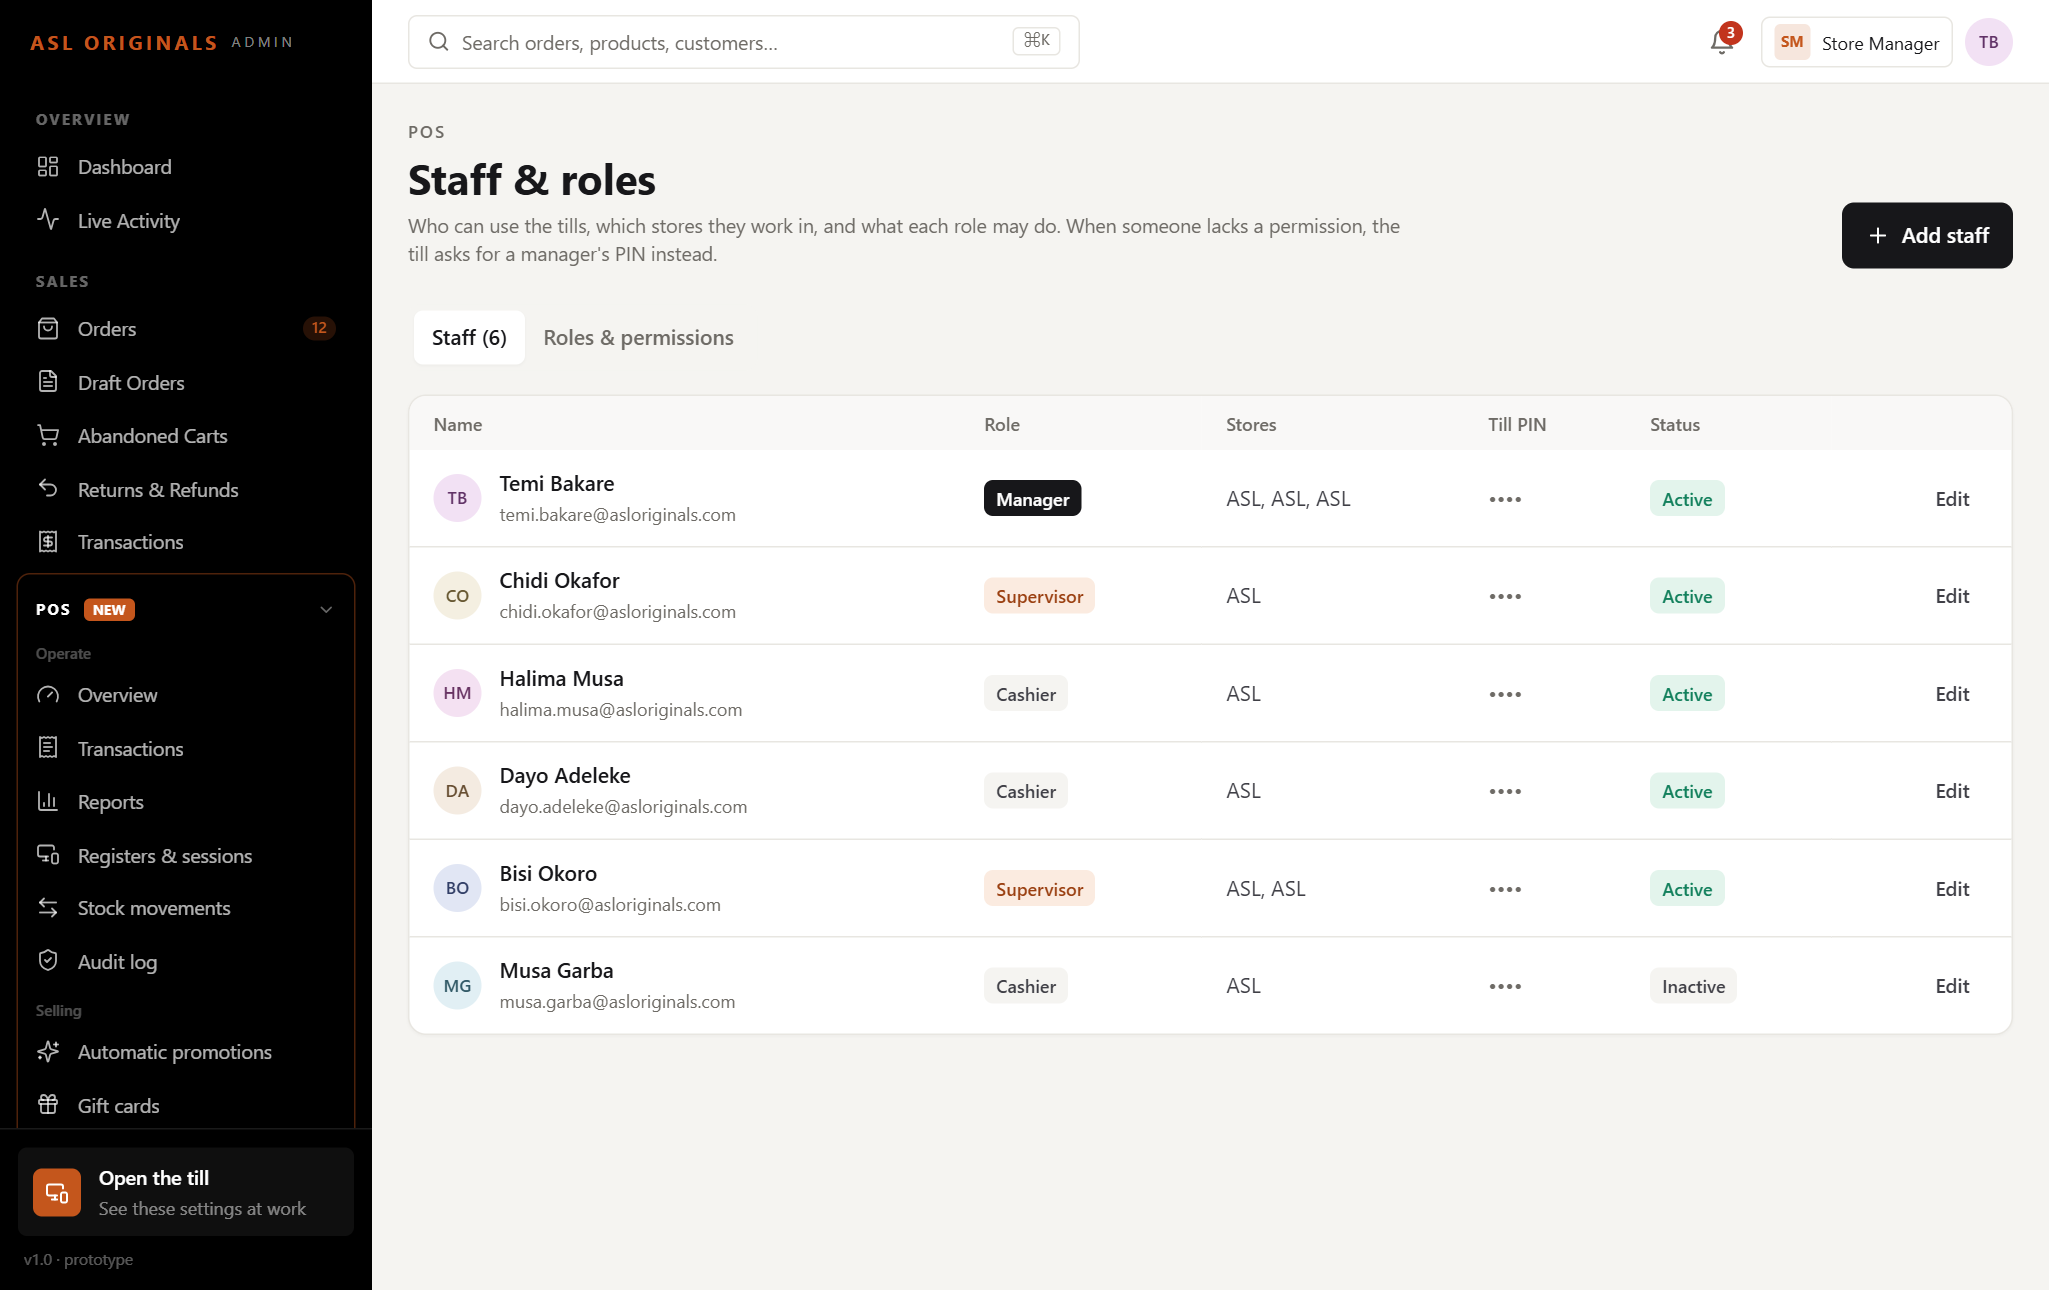 ASL ORIGINALS ADMIN
OVERVIEW
Dashboard
Live Activity
SALES
Orders 12
Draft Orders
Abandoned Carts
Returns & Refunds
Transactions
POS NEW
Operate
Overview
Transactions
Reports
Registers & sessions
Stock movements
Audit log
Selling
Automatic promotions
Gift cards
Open the till
See these settings at work
v1.0 · prototype
Search orders, products, customers... ⌘K
3
SM Store Manager TB
POS
Staff & roles
Who can use the tills, which stores they work in, and what each role may do. When someone lacks a permission, the
till asks for a manager's PIN instead.
+ Add staff
Staff (6) Roles & permissions
Name Role Stores Till PIN Status
TB Temi Bakare Manager ASL, ASL, ASL •••• Active Edit
temi.bakare@asloriginals.com
CO Chidi Okafor Supervisor ASL •••• Active Edit
chidi.okafor@asloriginals.com
HM Halima Musa Cashier ASL •••• Active Edit
halima.musa@asloriginals.com
DA Dayo Adeleke Cashier ASL •••• Active Edit
dayo.adeleke@asloriginals.com
BO Bisi Okoro Supervisor ASL, ASL •••• Active Edit
bisi.okoro@asloriginals.com
MG Musa Garba Cashier ASL •••• Inactive Edit
musa.garba@asloriginals.com